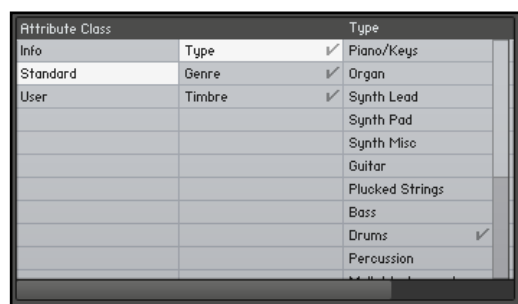 Attribute Class Type
Info Type ✓ Piano/Keys
Standard Genre ✓ Organ
User Timbre ✓ Synth Lead
Synth Pad
Synth Misc
Guitar
Plucked Strings
Bass
Drums ✓
Percussion